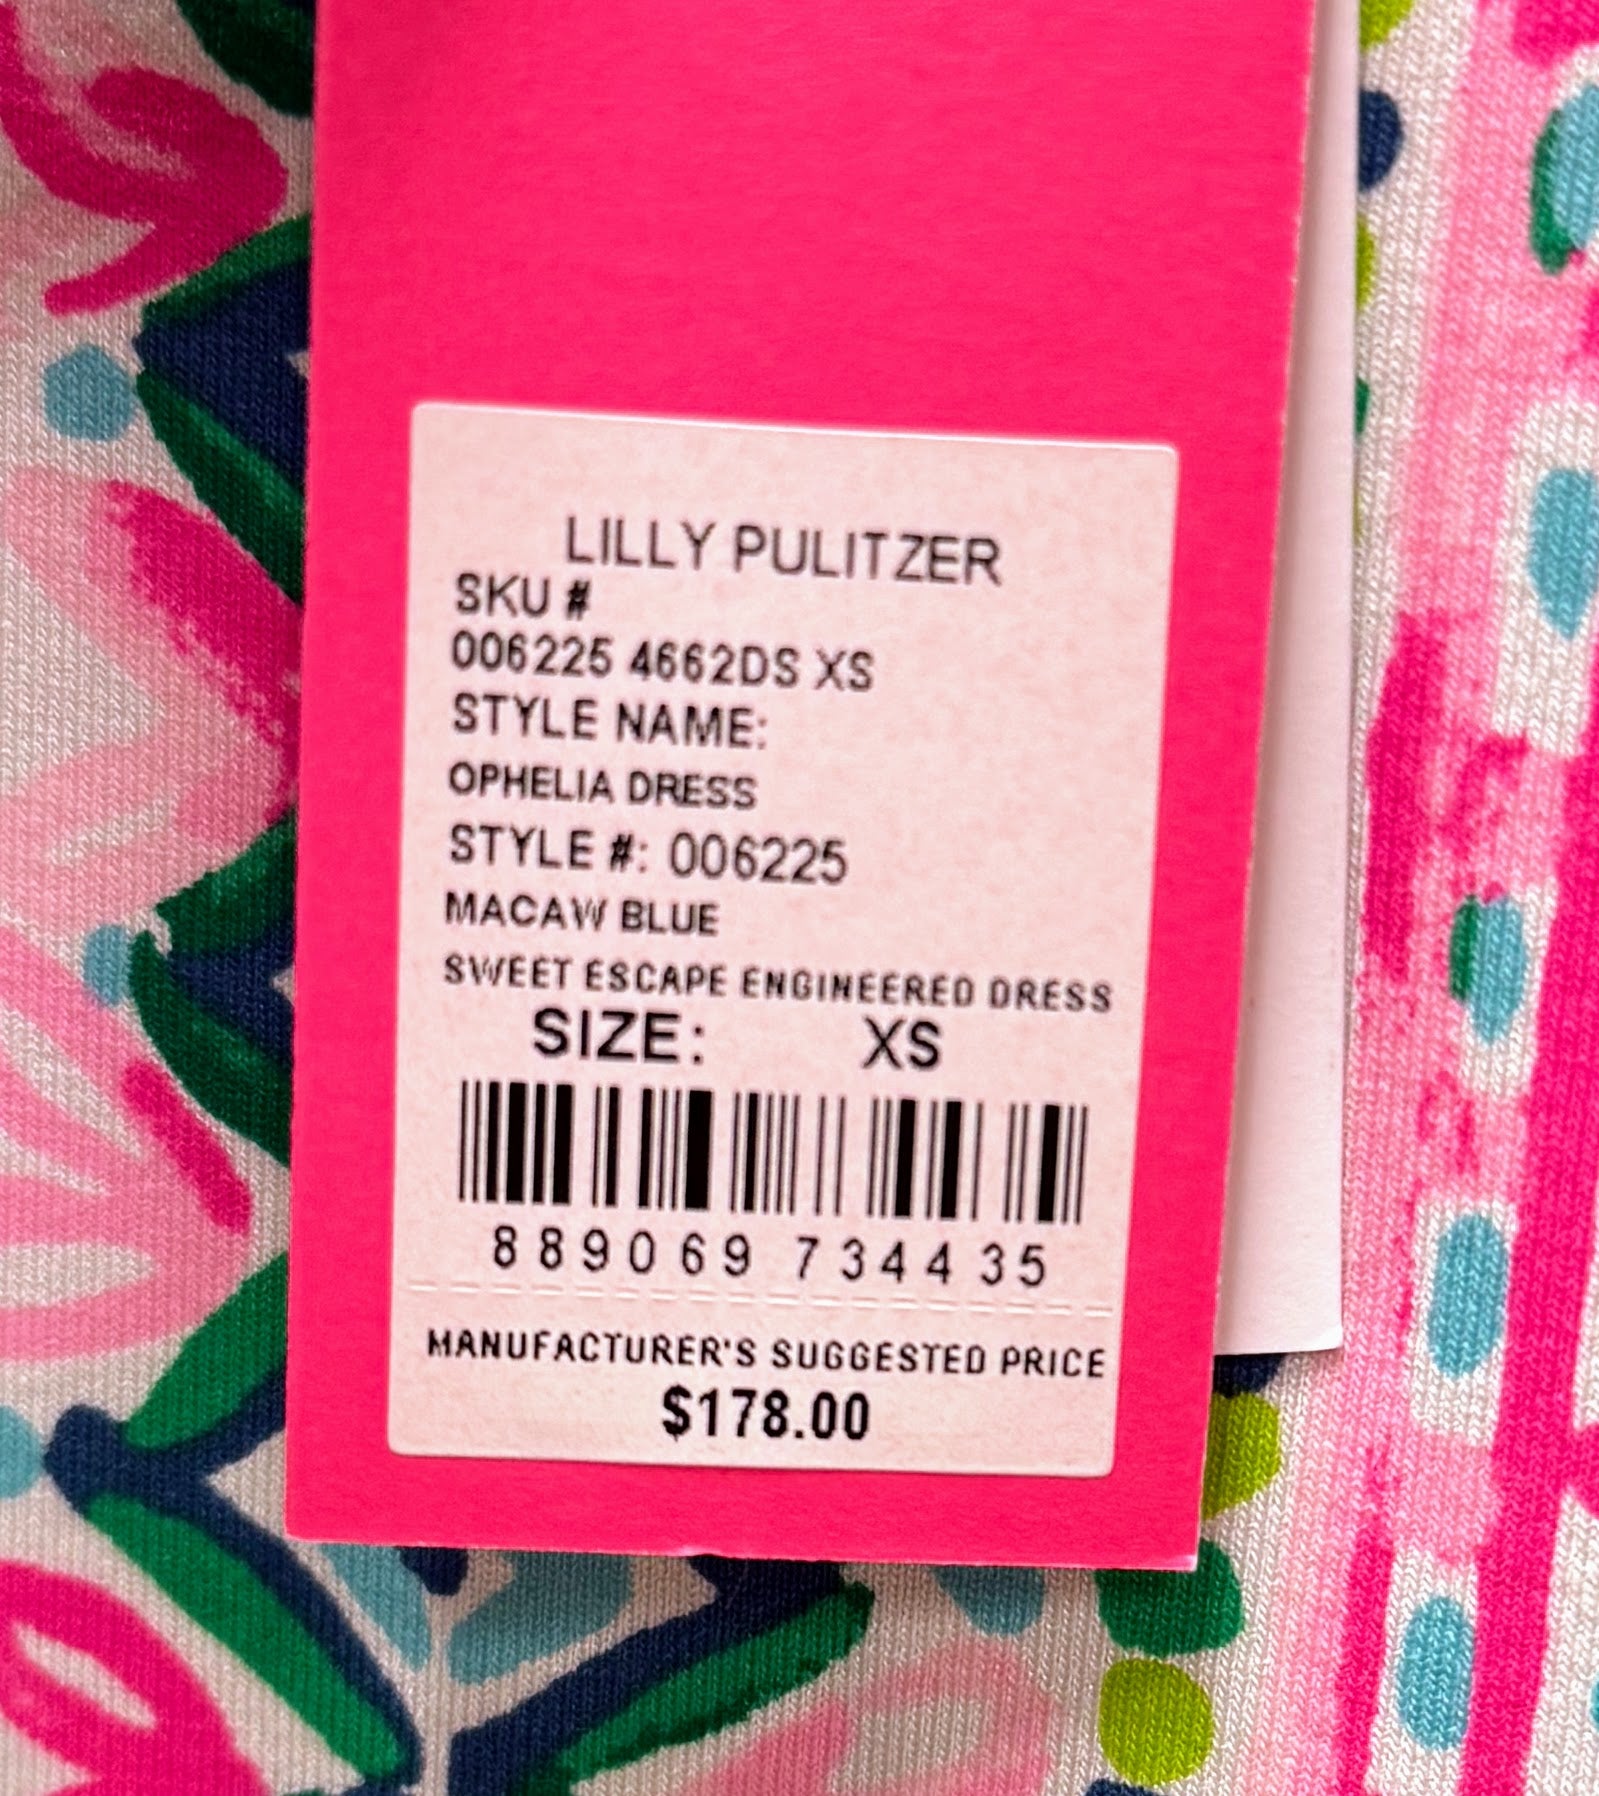 LILLY PULITZER
SKU #
006225 4662DS XS
STYLE NAME:
OPHELIA DRESS
STYLE #: 006225
MACAW BLUE
SWEET ESCAPE ENGINEERED DRESS
SIZE: XS
889069 734435
MANUFACTURER'S SUGGESTED PRICE
$178.00